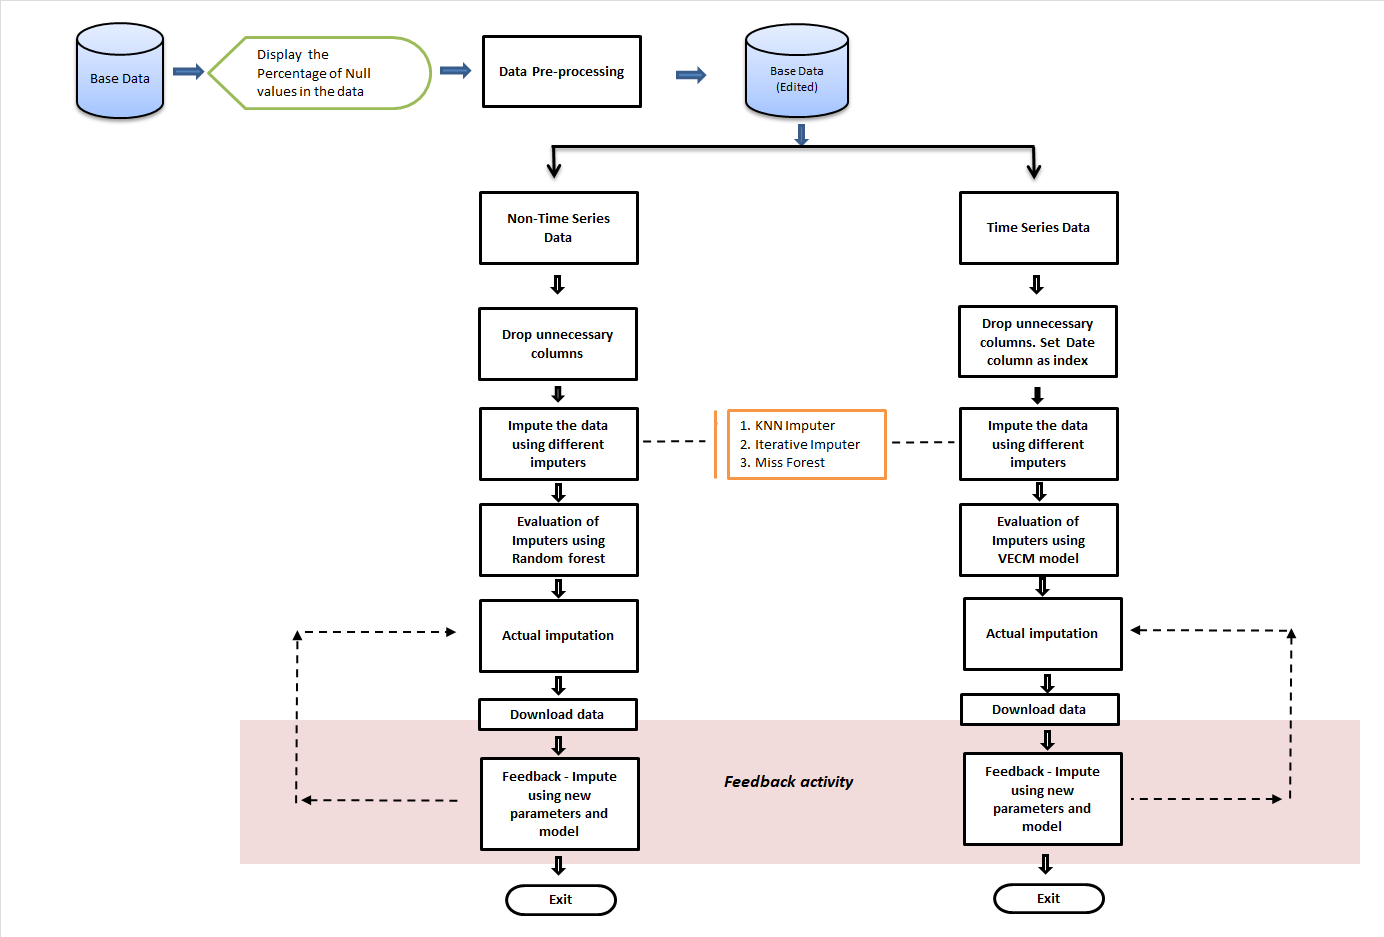 Base Data
Display the
Percentage of Null
values in the data
Data Pre-processing
Base Data
(Edited)
Non-Time Series
Data
Time Series Data
Drop unnecessary
columns
Drop unnecessary
columns. Set Date
column as index
Impute the data
using different
imputers
1. KNN Imputer
2. Iterative Imputer
3. Miss Forest
Impute the data
using different
imputers
Evaluation of
Imputers using
Random forest
Evaluation of
Imputers using
VECM model
Actual imputation
Actual imputation
Download data
Download data
Feedback - Impute
using new
parameters and
model
Feedback activity
Feedback - Impute
using new
parameters and
model
Exit
Exit